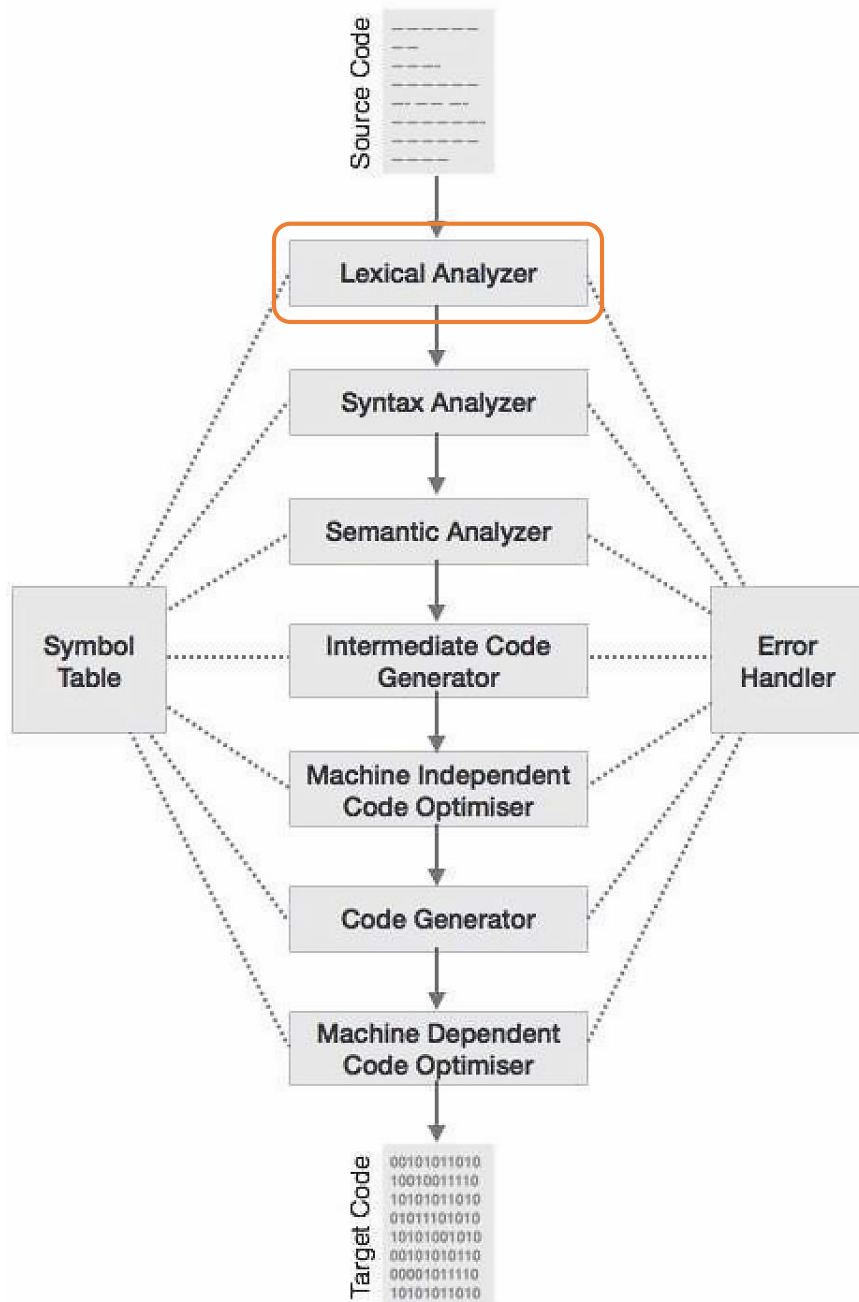 Source Code
Lexical Analyzer
Syntax Analyzer
Semantic Analyzer
Symbol
Table
Intermediate Code
Generator
Error
Handler
Machine Independent
Code Optimiser
Code Generator
Machine Dependent
Code Optimiser
Target Code
00101011010
10010011110
10101011010
01011101010
10101001010
00101010110
00001011110
10101011010